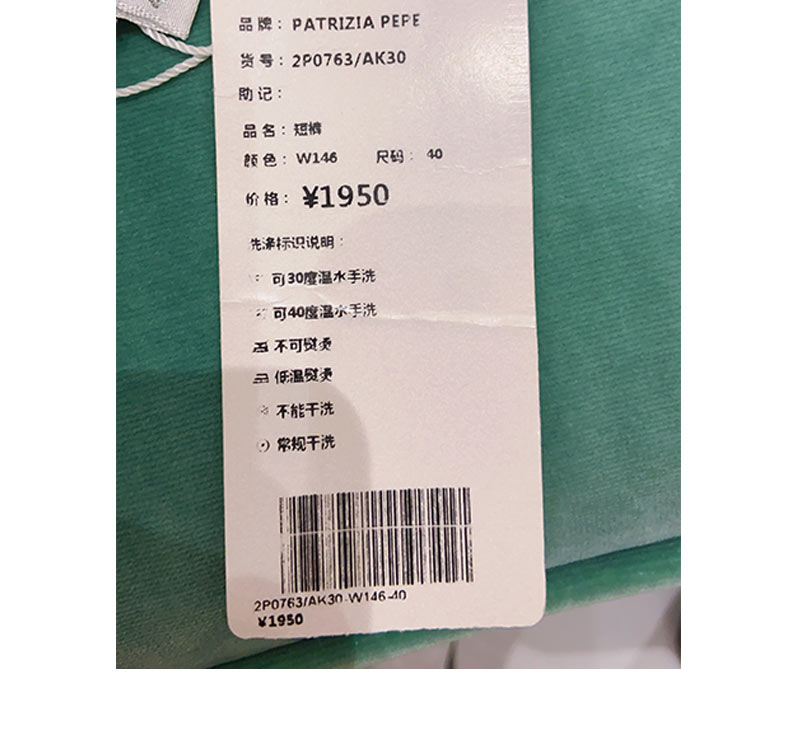 品牌： PATRIZIA PEPE
货号： 2P0763/AK30
助记：
品名： 短裤
颜色： W146 尺码： 40
价格： ¥1950
洗涤标识说明：
可30度温水手洗
可40度温水手洗
不可熨烫
低温熨烫
不能干洗
常规干洗
2P0763/AK30-W146-40
¥1950